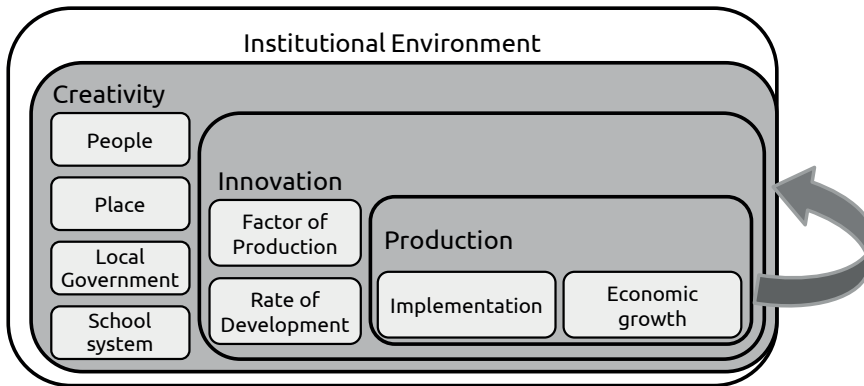 Institutional Environment
Creativity
People
Place
Local
Government
School
system
Innovation
Factor of
Production
Rate of
Development
Production
Implementation
Economic
growth